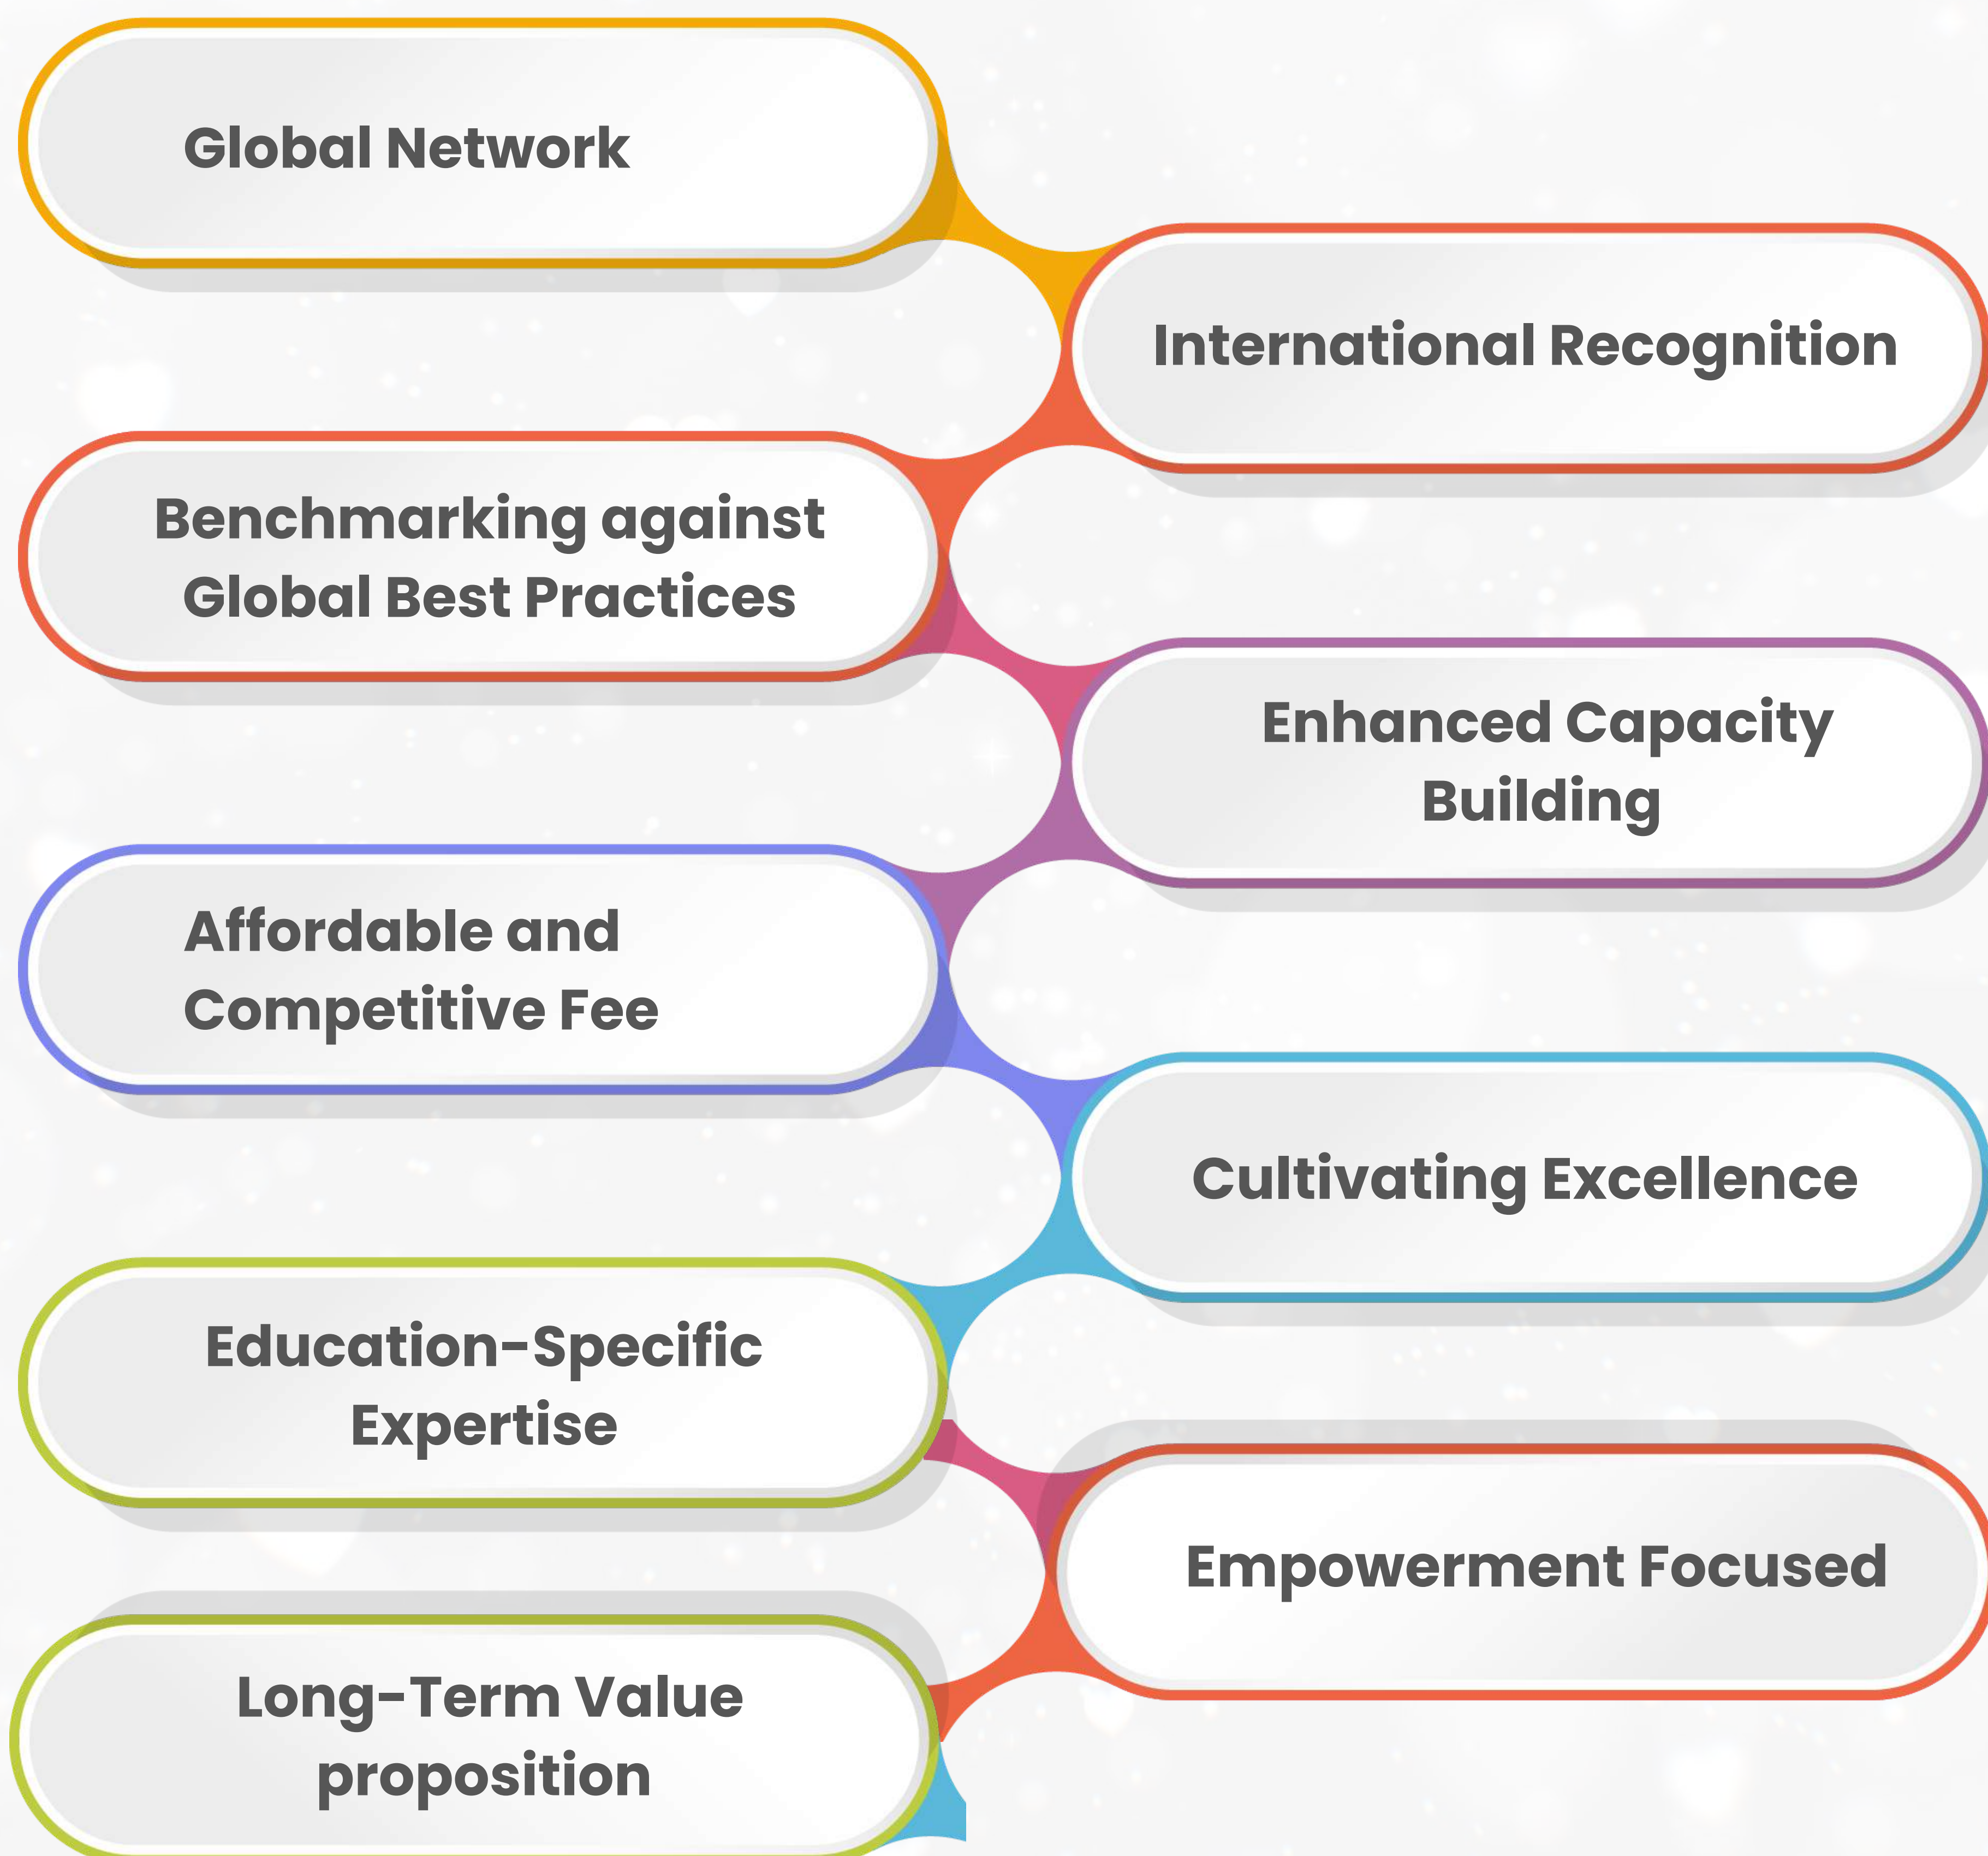 Global Network
International Recognition
Benchmarking against
Global Best Practices
Enhanced Capacity
Building
Affordable and
Competitive Fee
Cultivating Excellence
Education-Specific
Expertise
Empowerment Focused
Long-Term Value
proposition